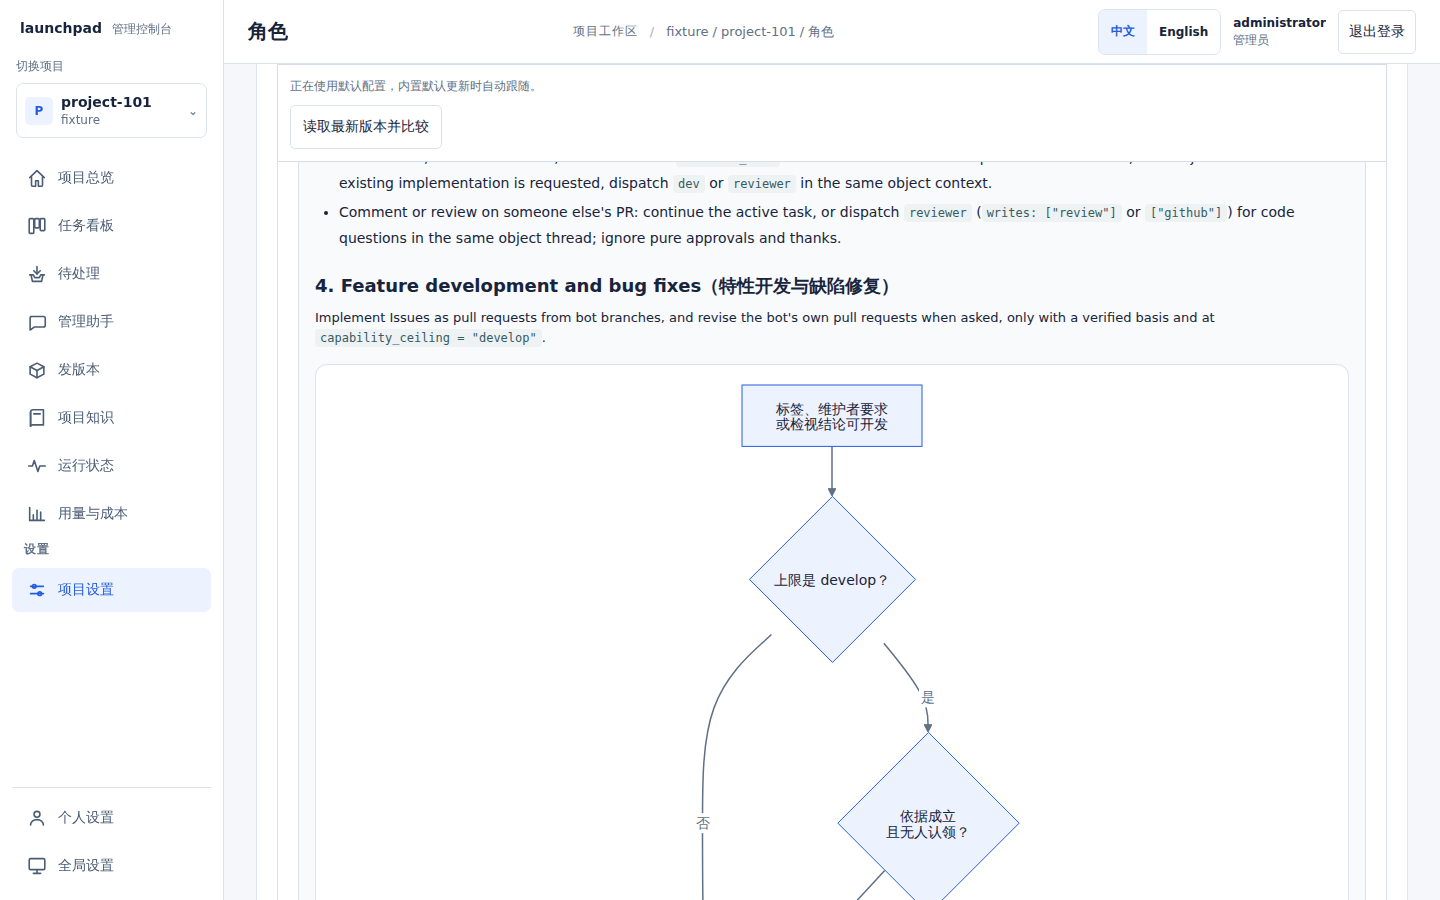 launchpad 管理控制台
切换项目
P
project-101
fixture
项目总览
任务看板
待处理
管理助手
发版本
项目知识
运行状态
用量与成本
设置
项目设置
个人设置
全局设置
角色
项目工作区 / fixture / project-101 / 角色
中文 English
administrator
管理员
退出登录
正在使用默认配置，内置默认更新时自动跟随。
读取最新版本并比较
existing implementation is requested, dispatch dev or reviewer in the same object context.
• Comment or review on someone else's PR: continue the active task, or dispatch reviewer ( writes: ["review"] or ["github"] ) for code
questions in the same object thread; ignore pure approvals and thanks.
4. Feature development and bug fixes（特性开发与缺陷修复）
Implement Issues as pull requests from bot branches, and revise the bot's own pull requests when asked, only with a verified basis and at
capability_ceiling = "develop" .
标签、维护者要求
或检视结论可开发
上限是 develop？
是
依据成立
且无人认领？
否